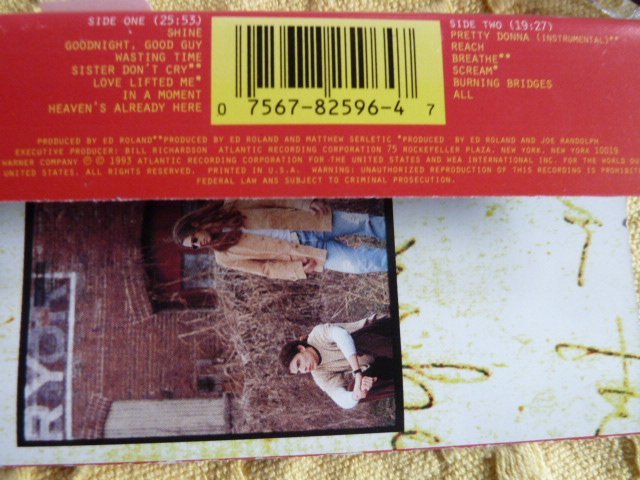 SIDE ONE (25:53)
SHINE
GOODNIGHT, GOOD GUY
WASTING TIME
SISTER DON'T CRY**
LOVE LIFTED ME*
IN A MOMENT
HEAVEN'S ALREADY HERE
0 7567-82596-4 7
SIDE TWO (19:27)
PRETTY DONNA (INSTRUMENTAL)**
REACH
BREATHE**
SCREAM*
BURNING BRIDGES
ALL
PRODUCED BY ED ROLAND**PRODUCED BY ED ROLAND AND MATTHEW SERLETIC *PRODUCED BY ED ROLAND AND JOE RANDOLPH
EXECUTIVE PRODUCER: BILL RICHARDSON ATLANTIC RECORDING CORPORATION 75 ROCKEFELLER PLAZA, NEW YORK, NEW YORK 10019
WARNER COMPANY ℗ © 1993 ATLANTIC RECORDING CORPORATION FOR THE UNITED STATES AND WEA INTERNATIONAL INC. FOR THE WORLD OU
UNITED STATES. ALL RIGHTS RESERVED. PRINTED IN U.S.A. WARNING: UNAUTHORIZED REPRODUCTION OF THIS RECORDING IS PROHIBITE
FEDERAL LAW AND SUBJECT TO CRIMINAL PROSECUTION.
RYON